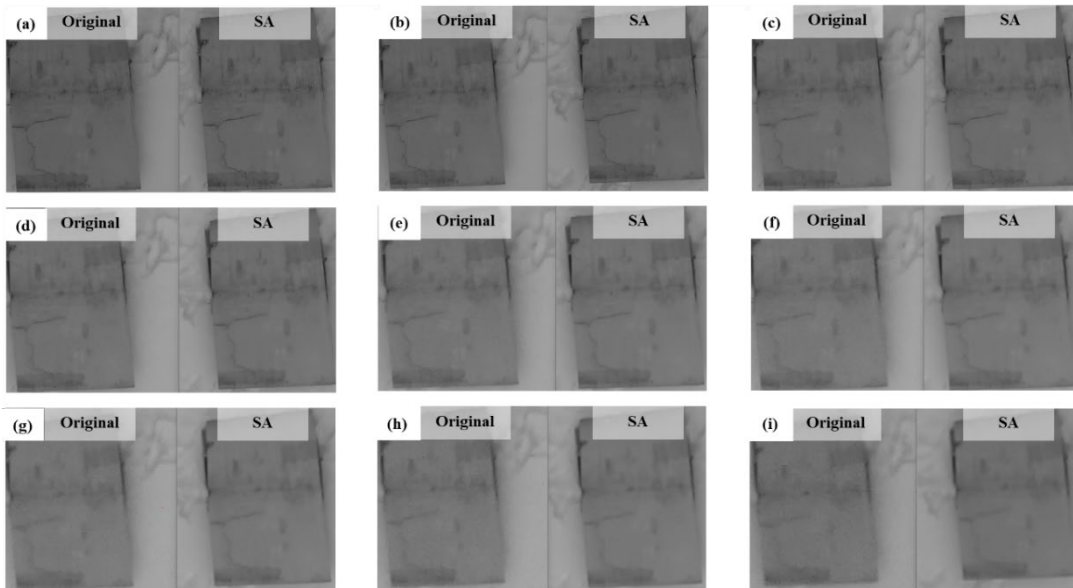 (a) Original SA
(b) Original SA
(c) Original SA
(d) Original SA
(e) Original SA
(f) Original SA
(g) Original SA
(h) Original SA
(i) Original SA